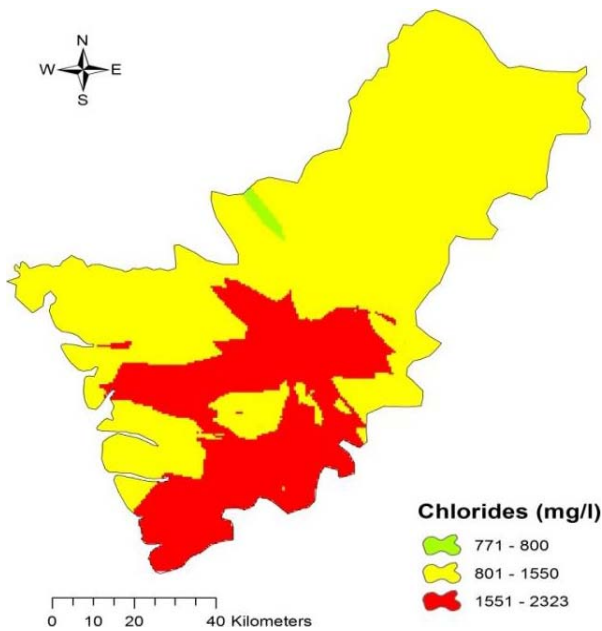 N
W E
S
Chlorides (mg/l)
771 - 800
801 - 1550
1551 - 2323
0 10 20 40 Kilometers